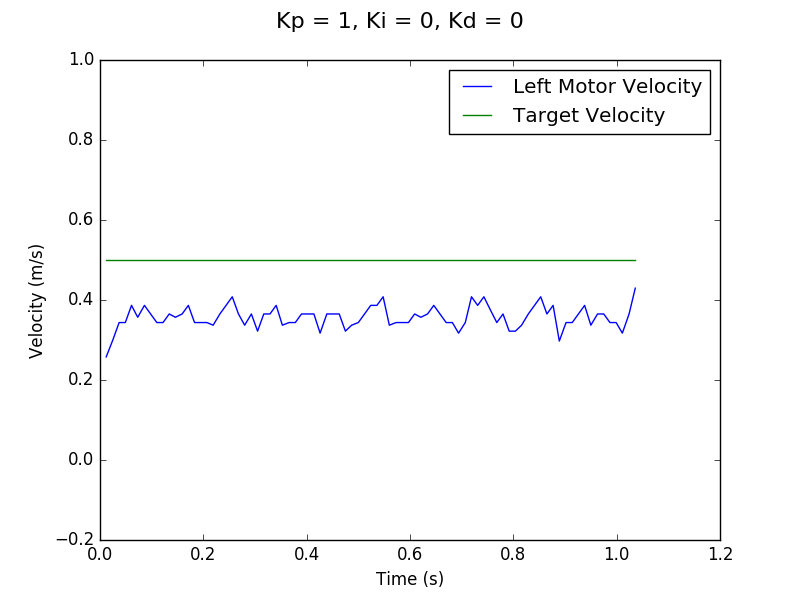 Kp = 1, Ki = 0, Kd = 0
1.0
Left Motor Velocity
Target Velocity
0.8
0.6
0.4
0.2
0.0
−0.2
Velocity (m/s)
0.0 0.2 0.4 0.6 0.8 1.0 1.2
Time (s)